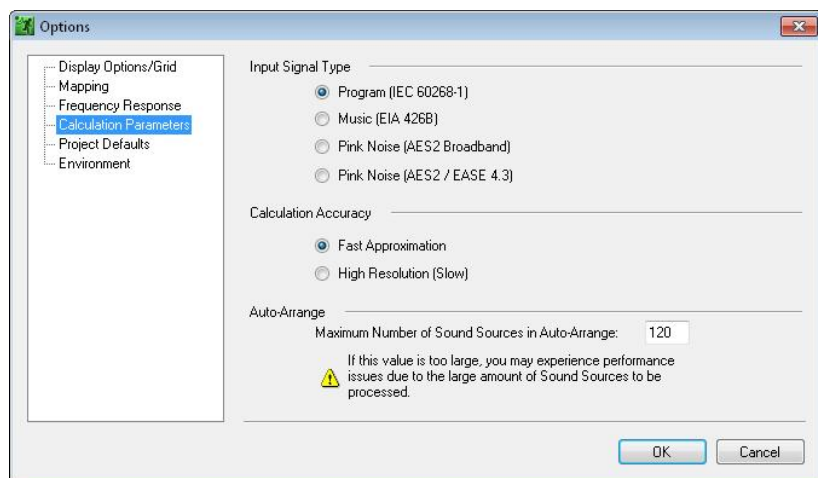 Options
Display Options/Grid
Mapping
Frequency Response
Calculation Parameters
Project Defaults
Environment
Input Signal Type
Program (IEC 60268-1)
Music (EIA 426B)
Pink Noise (AES2 Broadband)
Pink Noise (AES2 / EASE 4.3)
Calculation Accuracy
Fast Approximation
High Resolution (Slow)
Auto-Arrange
Maximum Number of Sound Sources in Auto-Arrange: 120
If this value is too large, you may experience performance
issues due to the large amount of Sound Sources to be
processed.
OK Cancel